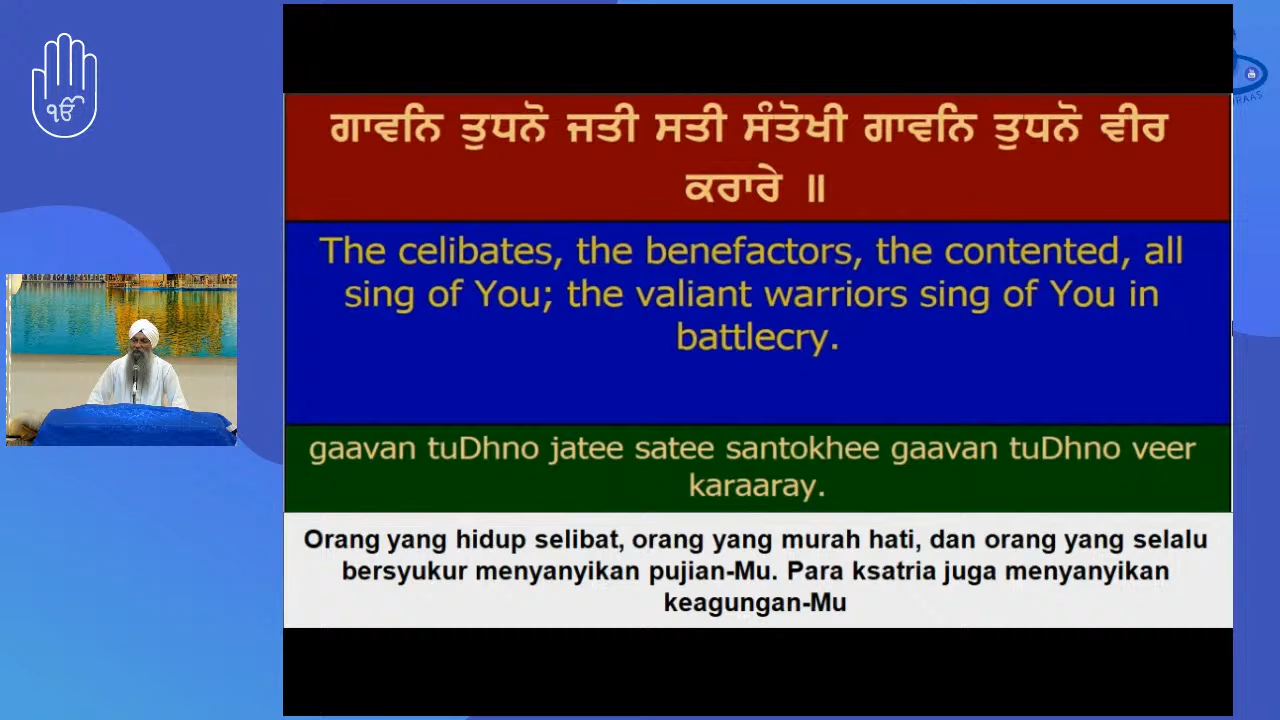 ੴ
ਗਾਵਨਿ ਤੁਧਨੋ ਜਤੀ ਸਤੀ ਸੰਤੋਖੀ ਗਾਵਨਿ ਤੁਧਨੋ ਵੀਰ
ਕਰਾਰੇ ॥
The celibates, the benefactors, the contented, all
sing of You; the valiant warriors sing of You in
battlecry.
gaavan tuDhno jatee satee santokhee gaavan tuDhno veer
karaaray.
Orang yang hidup selibat, orang yang murah hati, dan orang yang selalu
bersyukur menyanyikan pujian-Mu. Para ksatria juga menyanyikan
keagungan-Mu